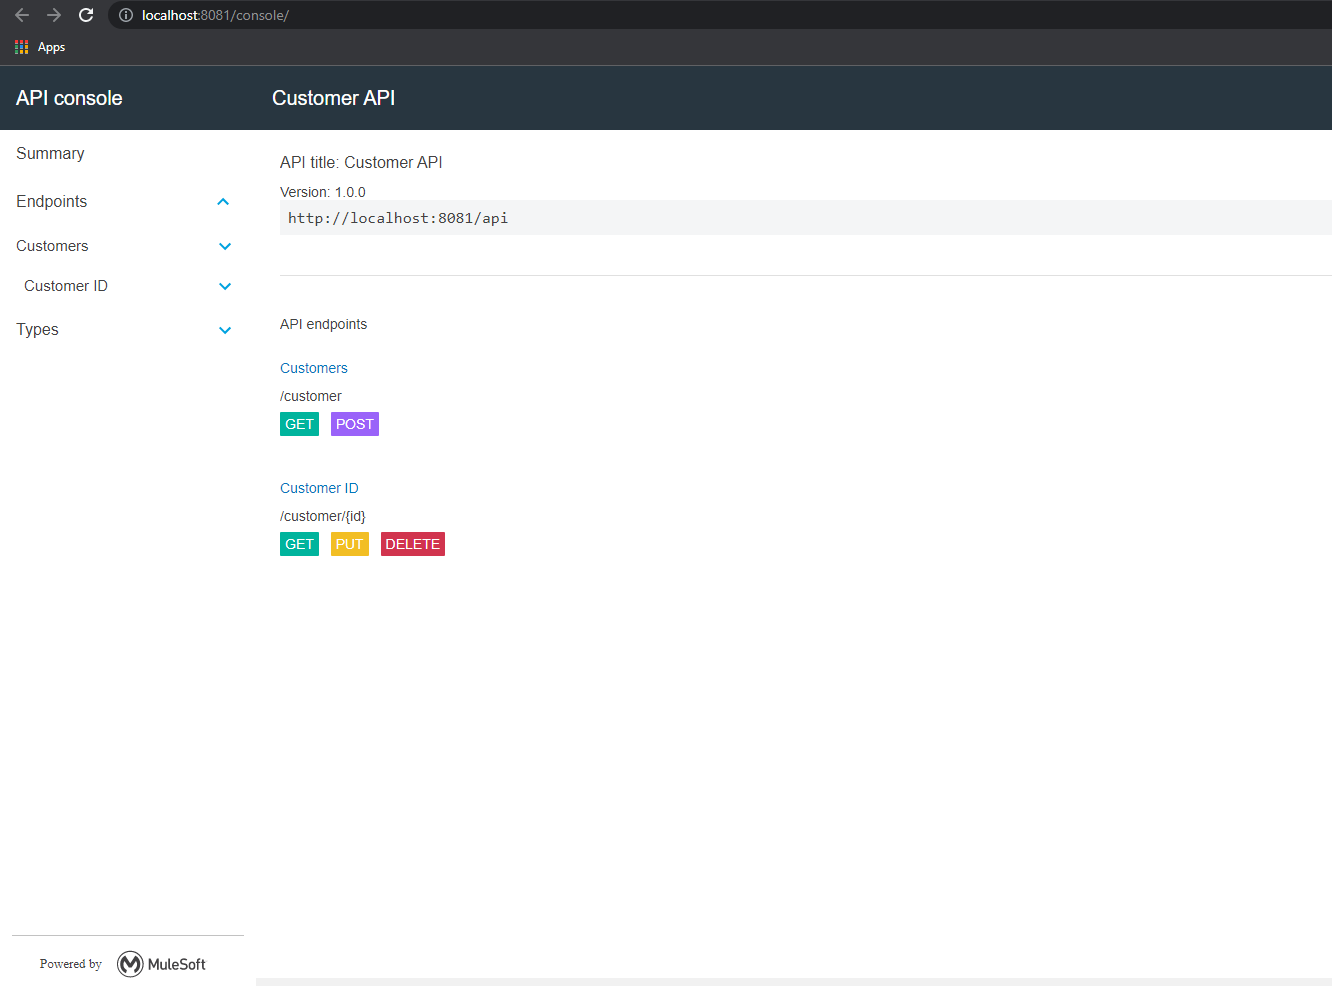 localhost:8081/console/
Apps
API console
Customer API
Summary
Endpoints
Customers
Customer ID
Types
API title: Customer API
Version: 1.0.0
http://localhost:8081/api
API endpoints
Customers
/customer
GET POST
Customer ID
/customer/{id}
GET PUT DELETE
Powered by MuleSoft